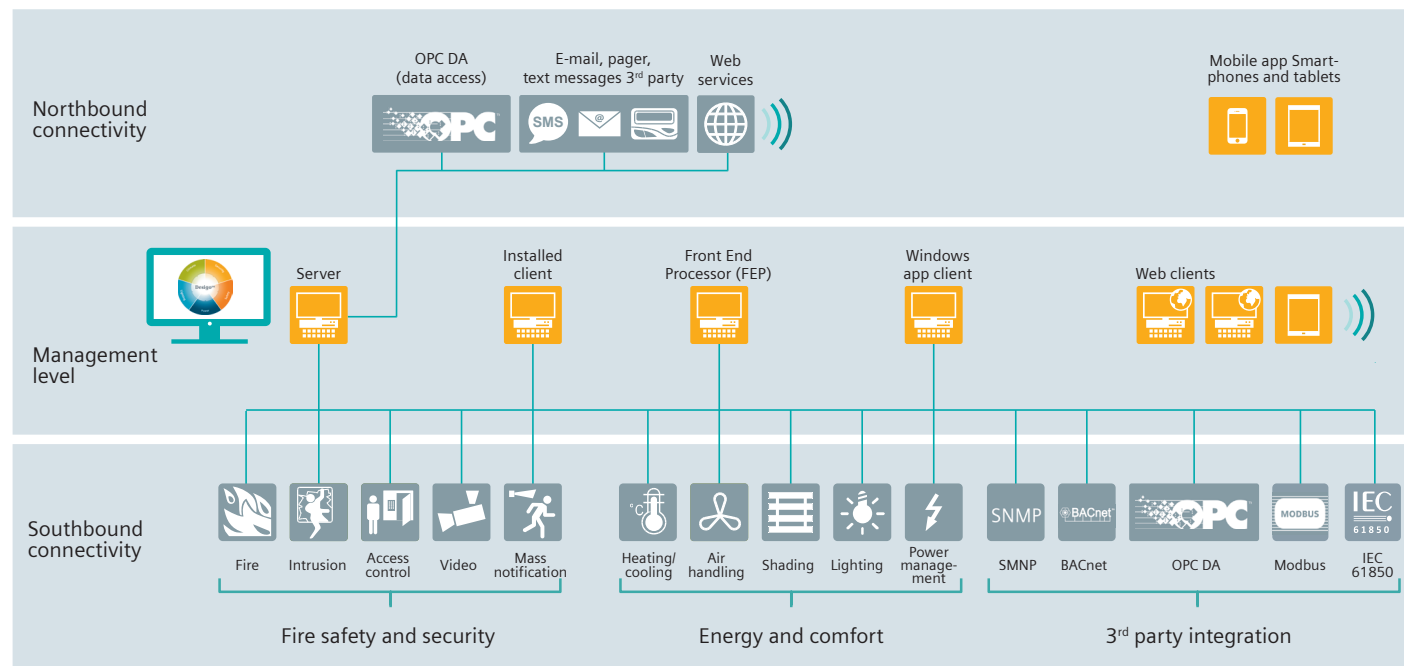 Northbound
connectivity
OPC DA
(data access)
E-mail, pager,
text messages 3rd party
Web
services
Mobile app Smart-
phones and tablets
OPC
SMS
@
Management
level
Desigo
Server
Installed
client
Front End
Processor (FEP)
Windows
app client
Web clients
Southbound
connectivity
°C
SNMP
BACnet
OPC
MODBUS
IEC
61850
Fire
Intrusion
Access
control
Video
Mass
notification
Heating/
cooling
Air
handling
Shading
Lighting
Power
manage-
ment
SMNP
BACnet
OPC DA
Modbus
IEC
61850
Fire safety and security
Energy and comfort
3rd party integration